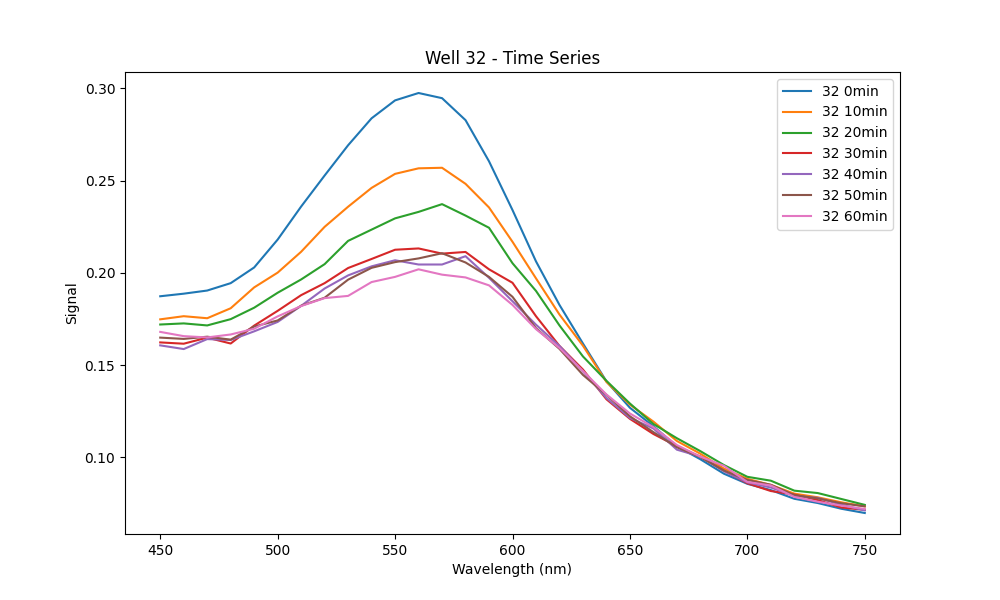 Well 32 - Time Series
32 0min
32 10min
32 20min
32 30min
32 40min
32 50min
32 60min
0.30
0.25
0.20
0.15
0.10
Signal
450
500
550
600
650
700
750
Wavelength (nm)